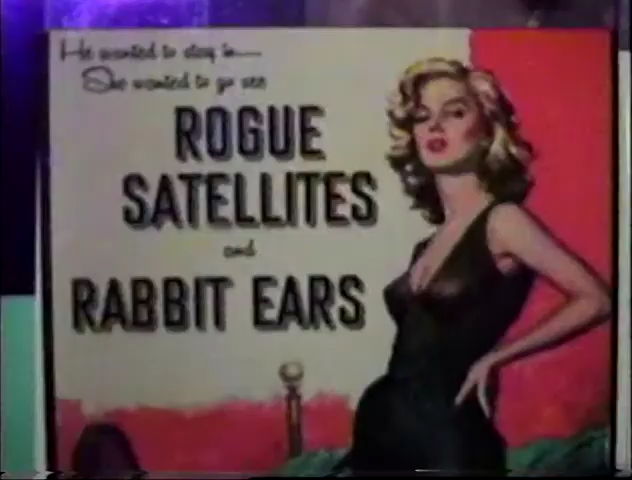 He wanted to stay in—
She wanted to go see
ROGUE
SATELLITES
and
RABBIT EARS